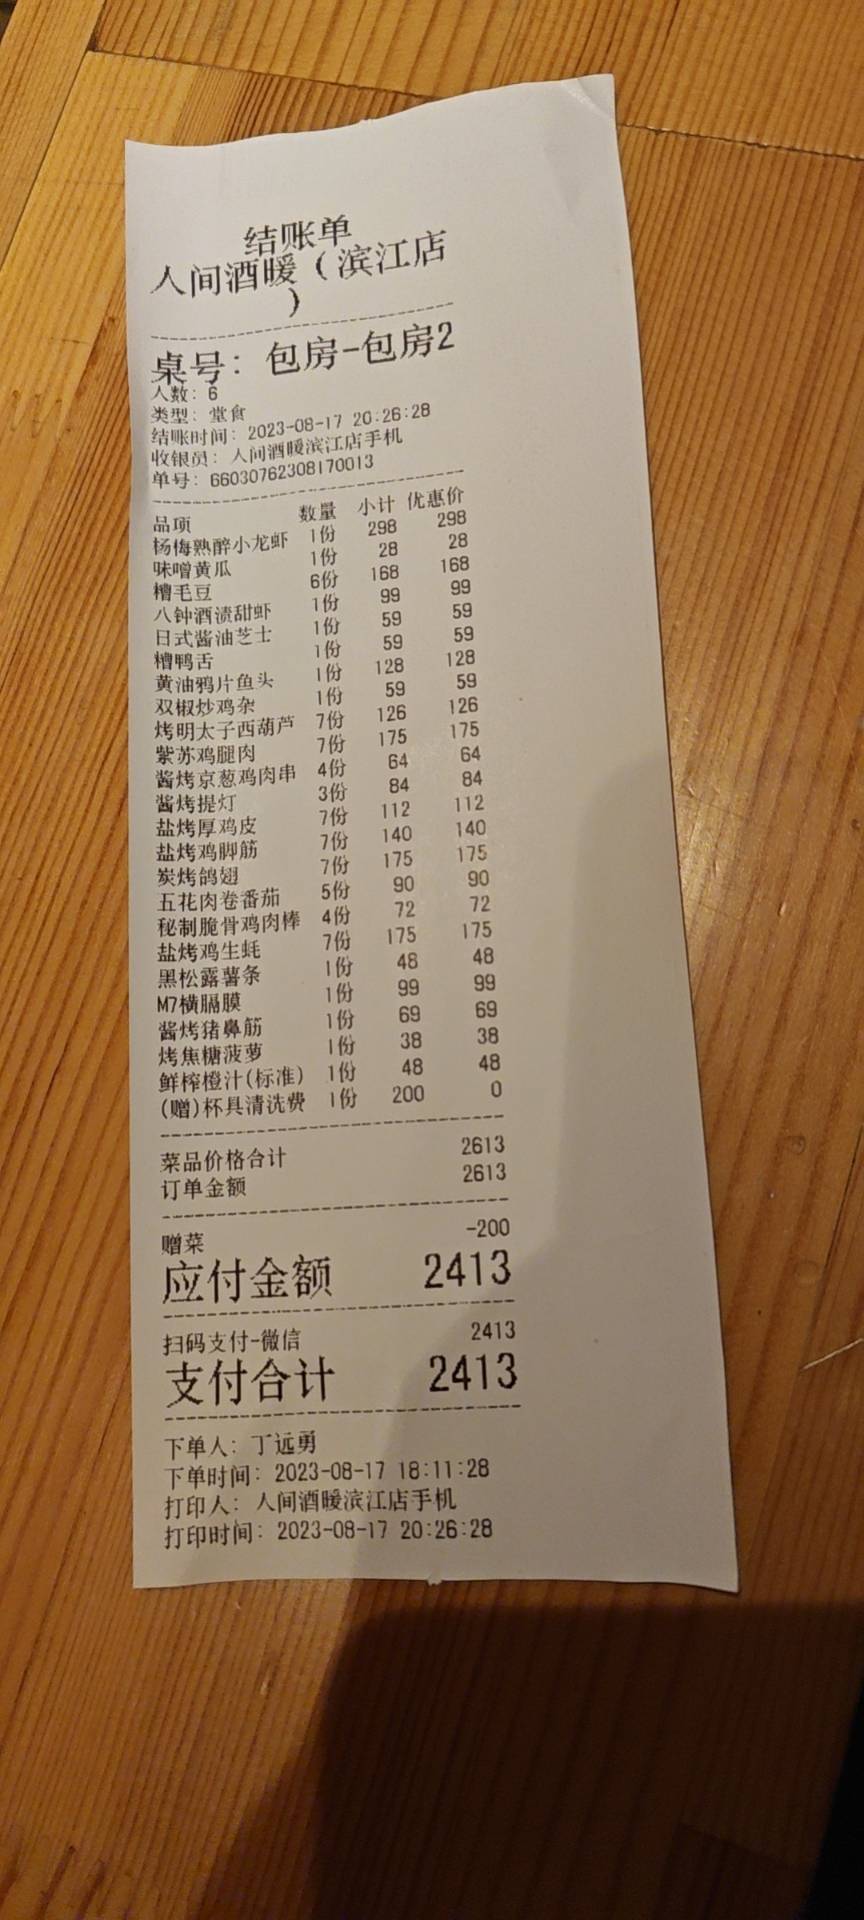 结账单
人间酒暖（滨江店
）
桌号：包房-包房2
人数：6
类型：堂食
结账时间：2023-08-17 20:26:28
收银员：人间酒暖滨江店手机
单号：66030762308170013
品项 数量 小计 优惠价
杨梅熟醉小龙虾 1份 298 298
味噌黄瓜 1份 28 28
糟毛豆 6份 168 168
八钟酒渍甜虾 1份 99 99
日式酱油芝士 1份 59 59
糟鸭舌 1份 59 59
黄油鸦片鱼头 1份 128 128
双椒炒鸡杂 1份 59 59
烤明太子西葫芦 7份 126 126
紫苏鸡腿肉 7份 175 175
酱烤京葱鸡肉串 4份 64 64
酱烤提灯 3份 84 84
盐烤厚鸡皮 7份 112 112
盐烤鸡脚筋 7份 140 140
炭烤鸽翅 7份 175 175
五花肉卷番茄 5份 90 90
秘制脆骨鸡肉棒 4份 72 72
盐烤鸡生蚝 7份 175 175
黑松露薯条 1份 48 48
M7横膈膜 1份 99 99
酱烤猪鼻筋 1份 69 69
烤焦糖菠萝 1份 38 38
鲜榨橙汁(标准) 1份 48 48
(赠)杯具清洗费 1份 200 0
菜品价格合计 2613
订单金额 2613
赠菜 -200
应付金额 2413
扫码支付-微信 2413
支付合计 2413
下单人：丁远勇
下单时间：2023-08-17 18:11:28
打印人：人间酒暖滨江店手机
打印时间：2023-08-17 20:26:28